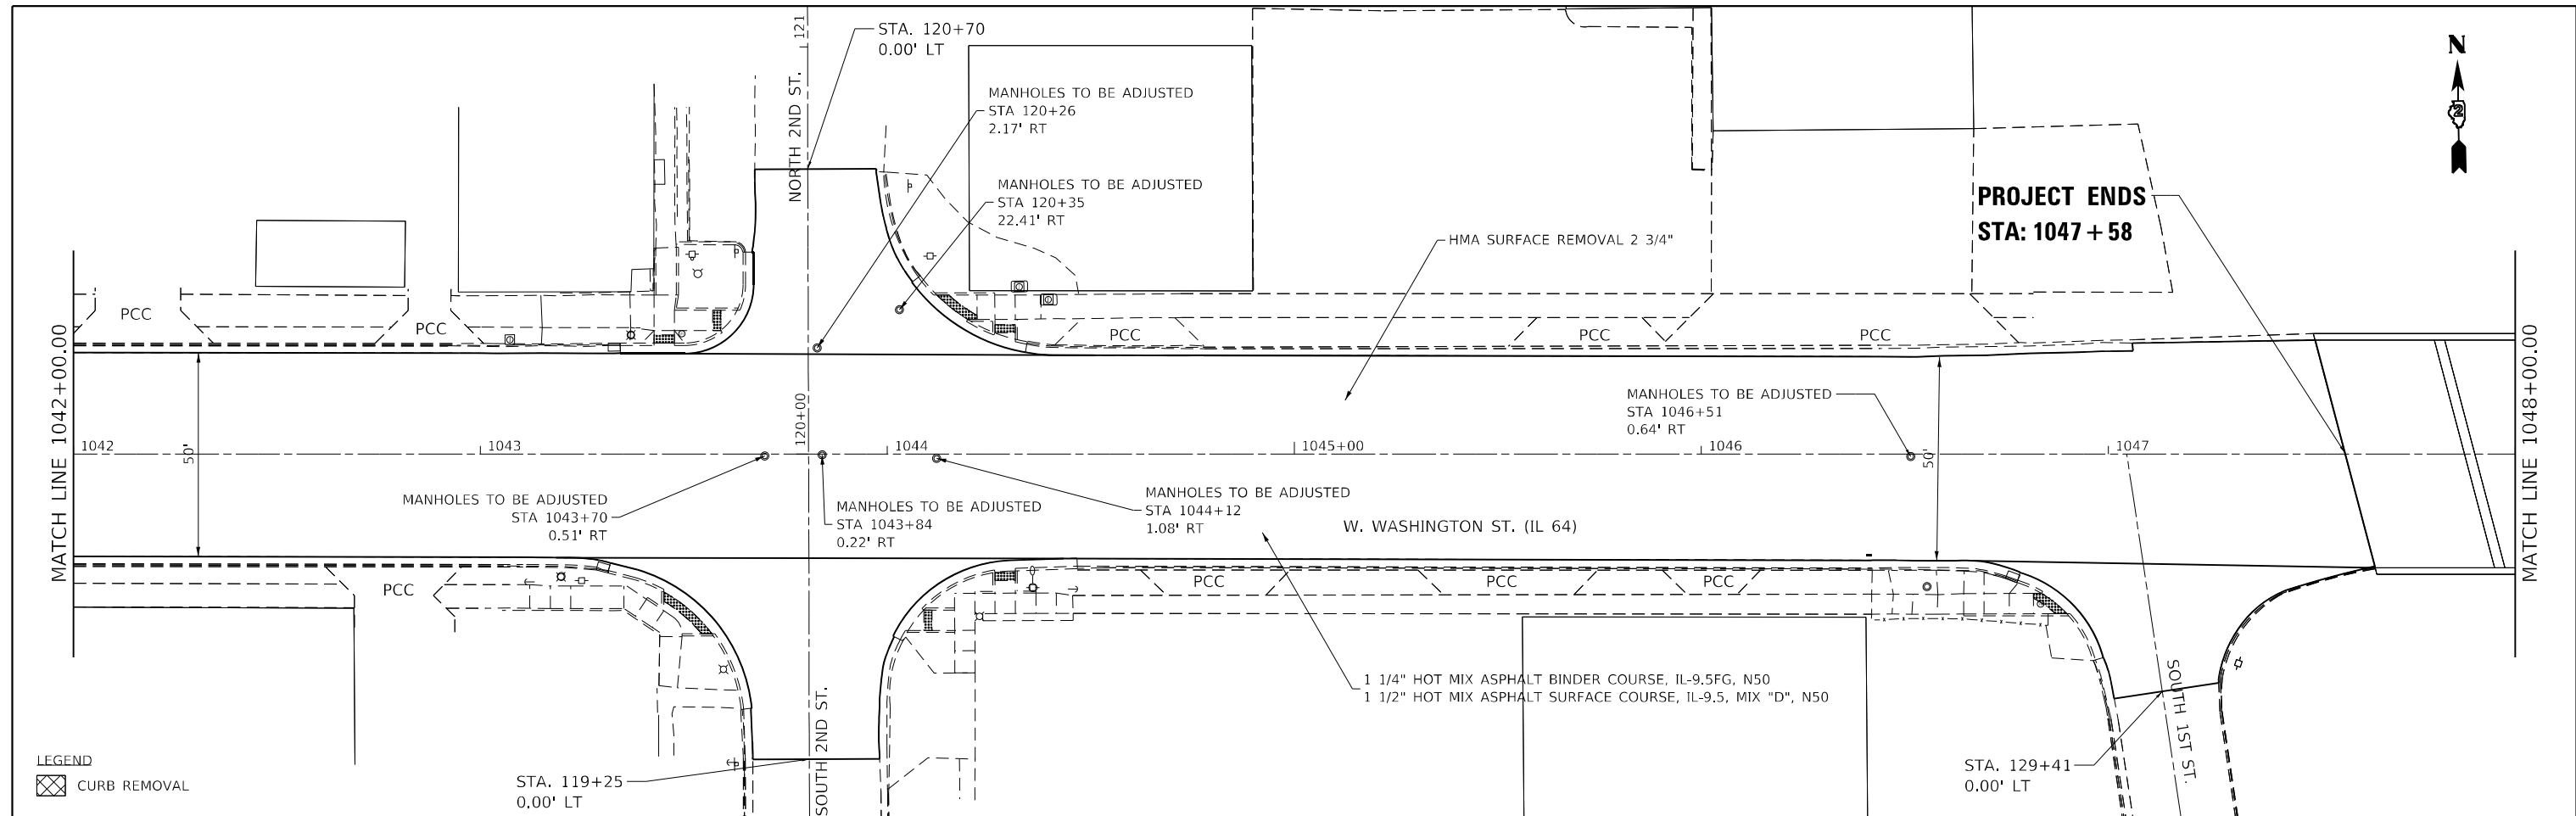 121
STA. 120+70
0.00' LT
NORTH 2ND ST.
MANHOLES TO BE ADJUSTED
STA 120+26
2.17' RT
MANHOLES TO BE ADJUSTED
STA 120+35
22.41' RT
N
2
PROJECT ENDS
STA: 1047+58
HMA SURFACE REMOVAL 2 3/4"
PCC
PCC
PCC
PCC
PCC
MATCH LINE 1042+00.00
MATCH LINE 1048+00.00
50'
120+00
MANHOLES TO BE ADJUSTED
STA 1046+51
0.64' RT
50'
1042
1043
1044
1045+00
1046
1047
MANHOLES TO BE ADJUSTED
STA 1043+70
0.51' RT
MANHOLES TO BE ADJUSTED
STA 1043+84
0.22' RT
MANHOLES TO BE ADJUSTED
STA 1044+12
1.08' RT
W. WASHINGTON ST. (IL 64)
PCC
PCC
PCC
PCC
1 1/4" HOT MIX ASPHALT BINDER COURSE, IL-9.5FG, N50
1 1/2" HOT MIX ASPHALT SURFACE COURSE, IL-9.5, MIX "D", N50
SOUTH 2ND ST.
SOUTH 1ST ST.
STA. 119+25
0.00' LT
STA. 129+41
0.00' LT
LEGEND
CURB REMOVAL